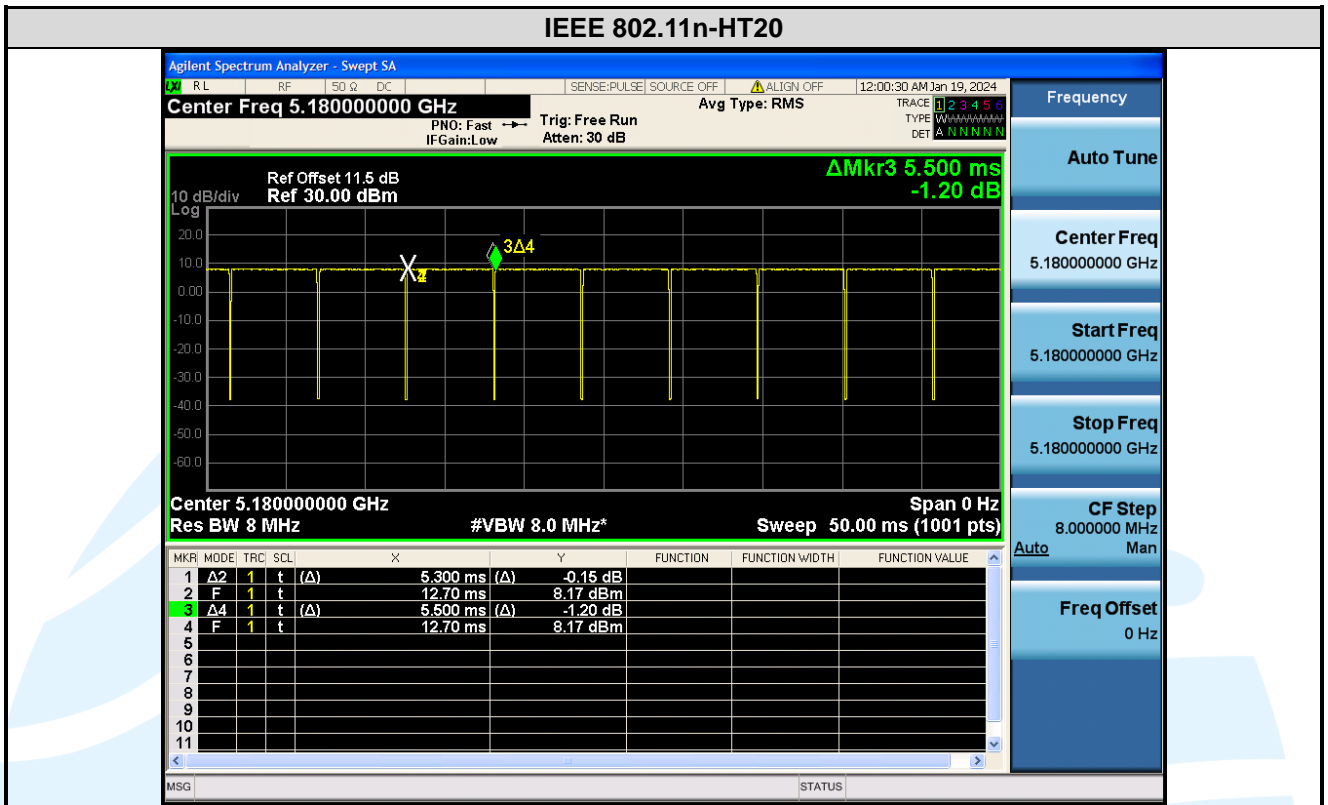 IEEE 802.11n-HT20
Agilent Spectrum Analyzer - Swept SA
LXI RL RF 50 Ω DC SENSE:PULSE SOURCE OFF ALIGN OFF 12:00:30 AM Jan 19, 2024
Center Freq 5.180000000 GHz
PNO: Fast
IFGain:Low
Trig: Free Run
Atten: 30 dB
Avg Type: RMS
TRACE 1 2 3 4 5 6
TYPE
DET A N N N N N
ΔMkr3 5.500 ms
-1.20 dB
Ref Offset 11.5 dB
10 dB/div Ref 30.00 dBm
Log
20.0
10.0
0.00
-10.0
-20.0
-30.0
-40.0
-50.0
-60.0
3Δ4
Center 5.180000000 GHz Span 0 Hz
Res BW 8 MHz #VBW 8.0 MHz* Sweep 50.00 ms (1001 pts)
MKR MODE TRC SCL X Y FUNCTION FUNCTION WIDTH FUNCTION VALUE
1 Δ2 1 t (Δ) 5.300 ms (Δ) -0.15 dB
2 F 1 t 12.70 ms 8.17 dBm
3 Δ4 1 t (Δ) 5.500 ms (Δ) -1.20 dB
4 F 1 t 12.70 ms 8.17 dBm
5
6
7
8
9
10
11
MSG STATUS
Frequency
Auto Tune
Center Freq
5.180000000 GHz
Start Freq
5.180000000 GHz
Stop Freq
5.180000000 GHz
CF Step
8.000000 MHz
Auto Man
Freq Offset
0 Hz